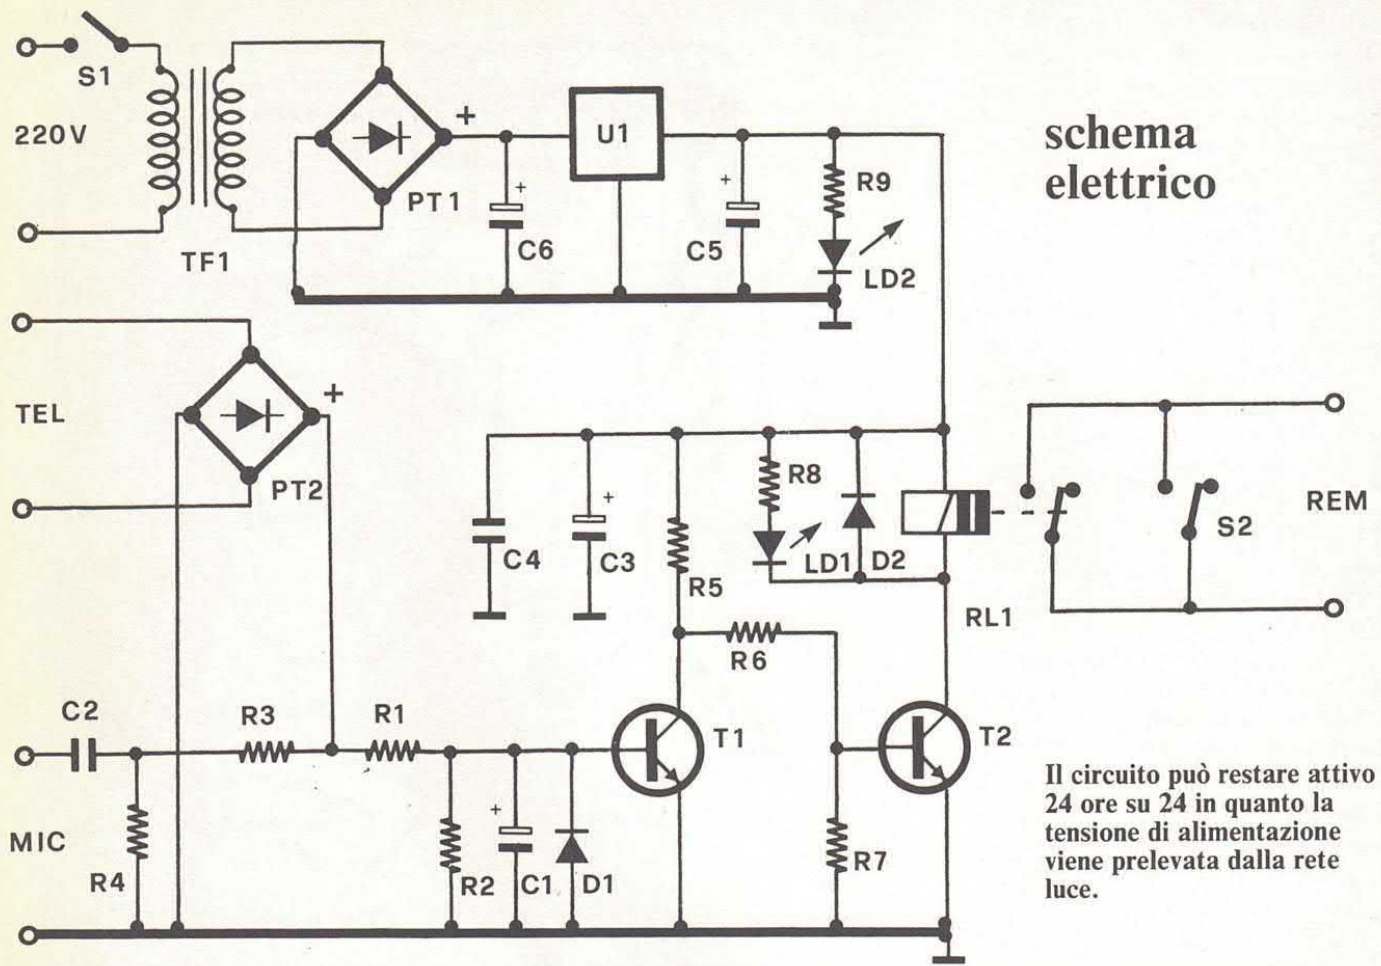 schema
elettrico
S1
220V
TF1
PT1
+
U1
+
C6
+
C5
R9
LD2
TEL
+
PT2
C4
+
C3
R5
R8
LD1
D2
RL1
S2
REM
R6
C2
R3
R1
T1
T2
MIC
R4
R2
+
C1
D1
R7
Il circuito può restare attivo
24 ore su 24 in quanto la
tensione di alimentazione
viene prelevata dalla rete
luce.